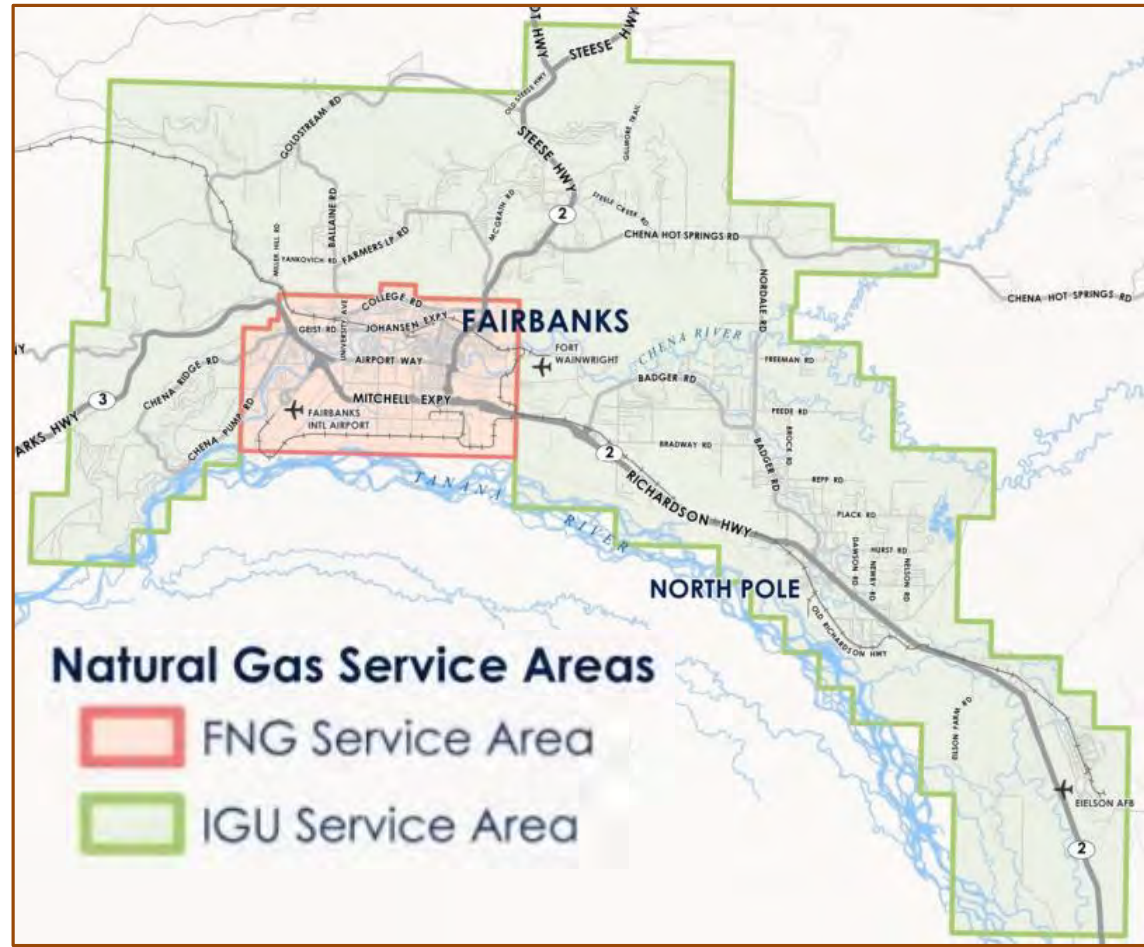 OT HWY
STEESE HWY
OLD STEESE HWY
GOLDSTREAM RD
GILLMORE TRAIL
STEESE HWY
BALLAINE RD
MCGRATH RD
STEELE CREEK RD
2
MILLER HILL RD
FARMERS LP RD
CHENA HOT SPRINGS RD
YANKOVICH RD
NORDALE RD
CHENA HOT SPRINGS RD
COLLEGE RD
UNIVERSITY AVE
GEIST RD
JOHANSEN EXPY
FAIRBANKS
CHENA RIVER
FORT
WAINWRIGHT
AIRPORT WAY
FREEMAN RD
CHENA RIDGE RD
BADGER RD
3
MITCHELL EXPY
ARKS HWY
CHENA PUMP RD
FAIRBANKS
INTL AIRPORT
PEEDE RD
BROCK RD
BRADWAY RD
2
BADGER RD
REPP RD
TANANA
RIVER
RICHARDSON HWY
PLACK RD
DAWSON RD
HURST RD
NEWBY RD
NELSON RD
NORTH POLE
OLD RICHARDSON HWY
Natural Gas Service Areas
FNG Service Area
IGU Service Area
EIELSON AFB
2